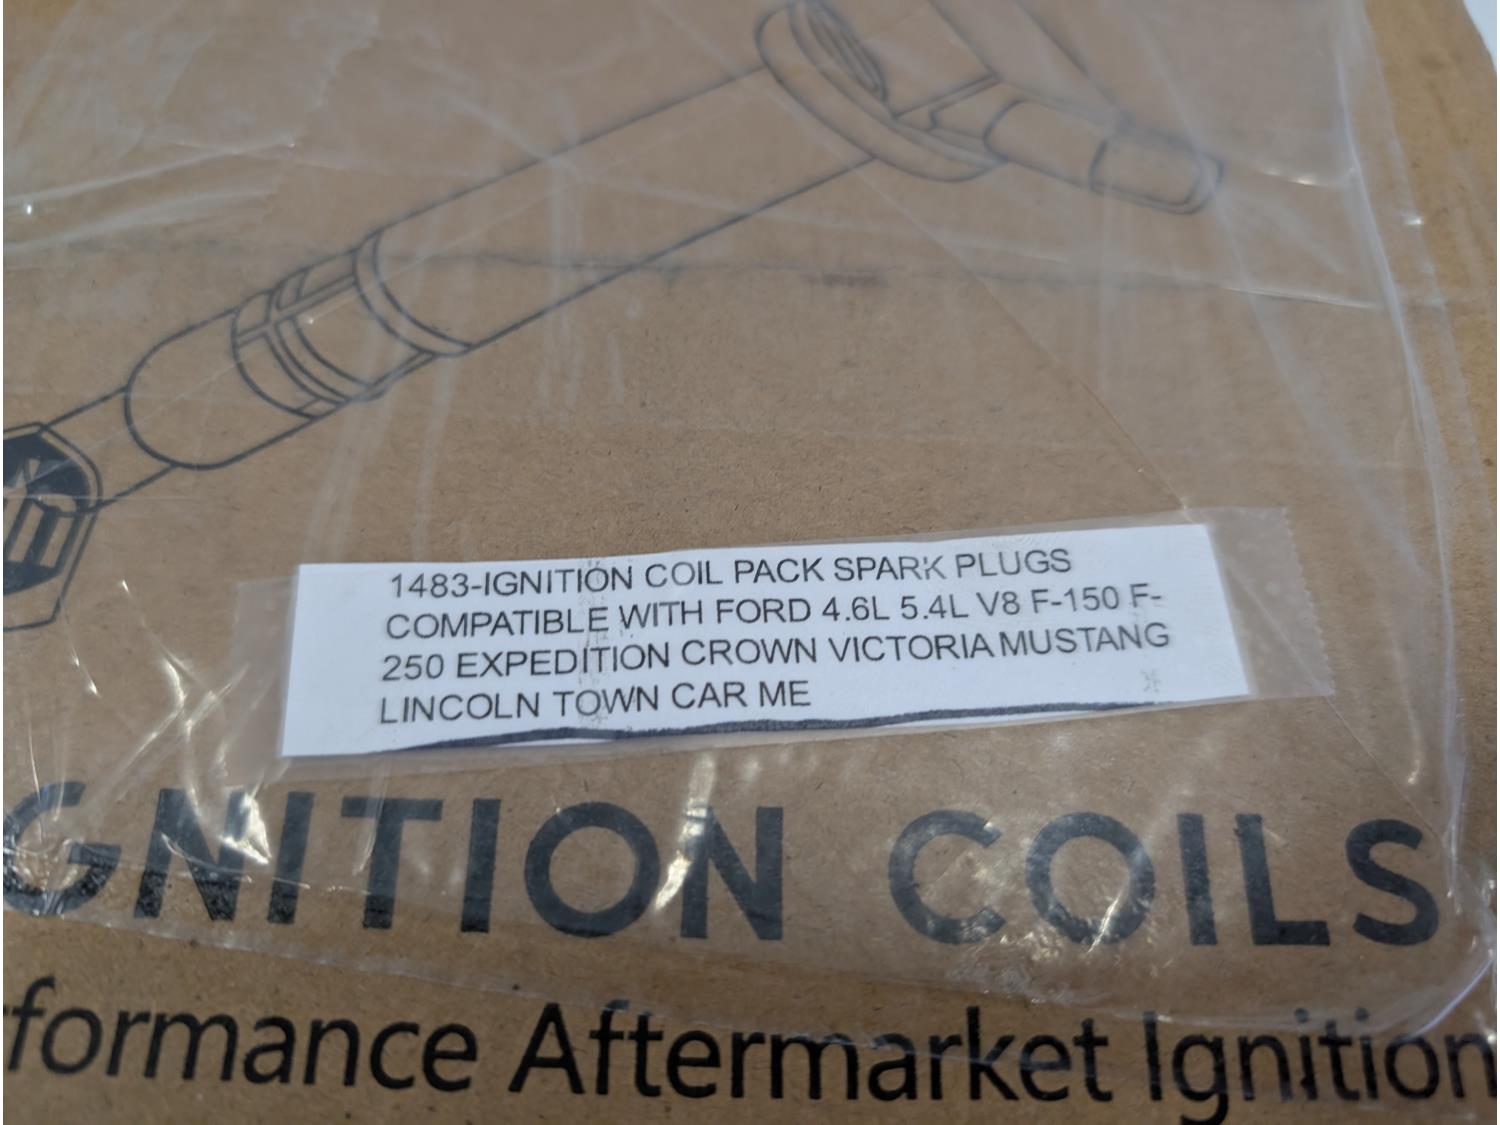 1483-IGNITION COIL PACK SPARK PLUGS
COMPATIBLE WITH FORD 4.6L 5.4L V8 F-150 F-
250 EXPEDITION CROWN VICTORIA MUSTANG
LINCOLN TOWN CAR ME
GNITION COILS
formance Aftermarket Ignition